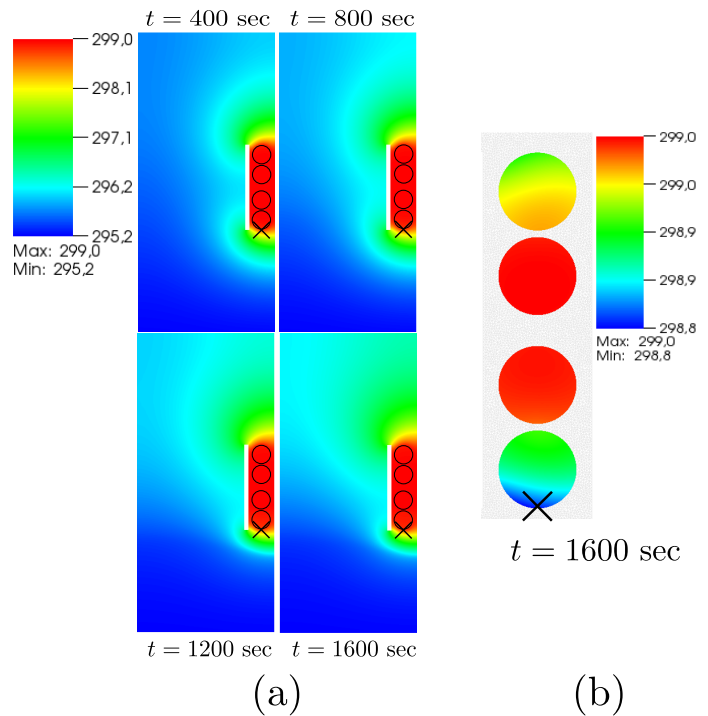 t = 400 sec
t = 800 sec
299,0
298,1
297,1
296,2
295,2
Max: 299,0
Min: 295,2
t = 1200 sec
t = 1600 sec
(a)
299,0
299,0
298,9
298,9
298,8
Max: 299,0
Min: 298,8
t = 1600 sec
(b)